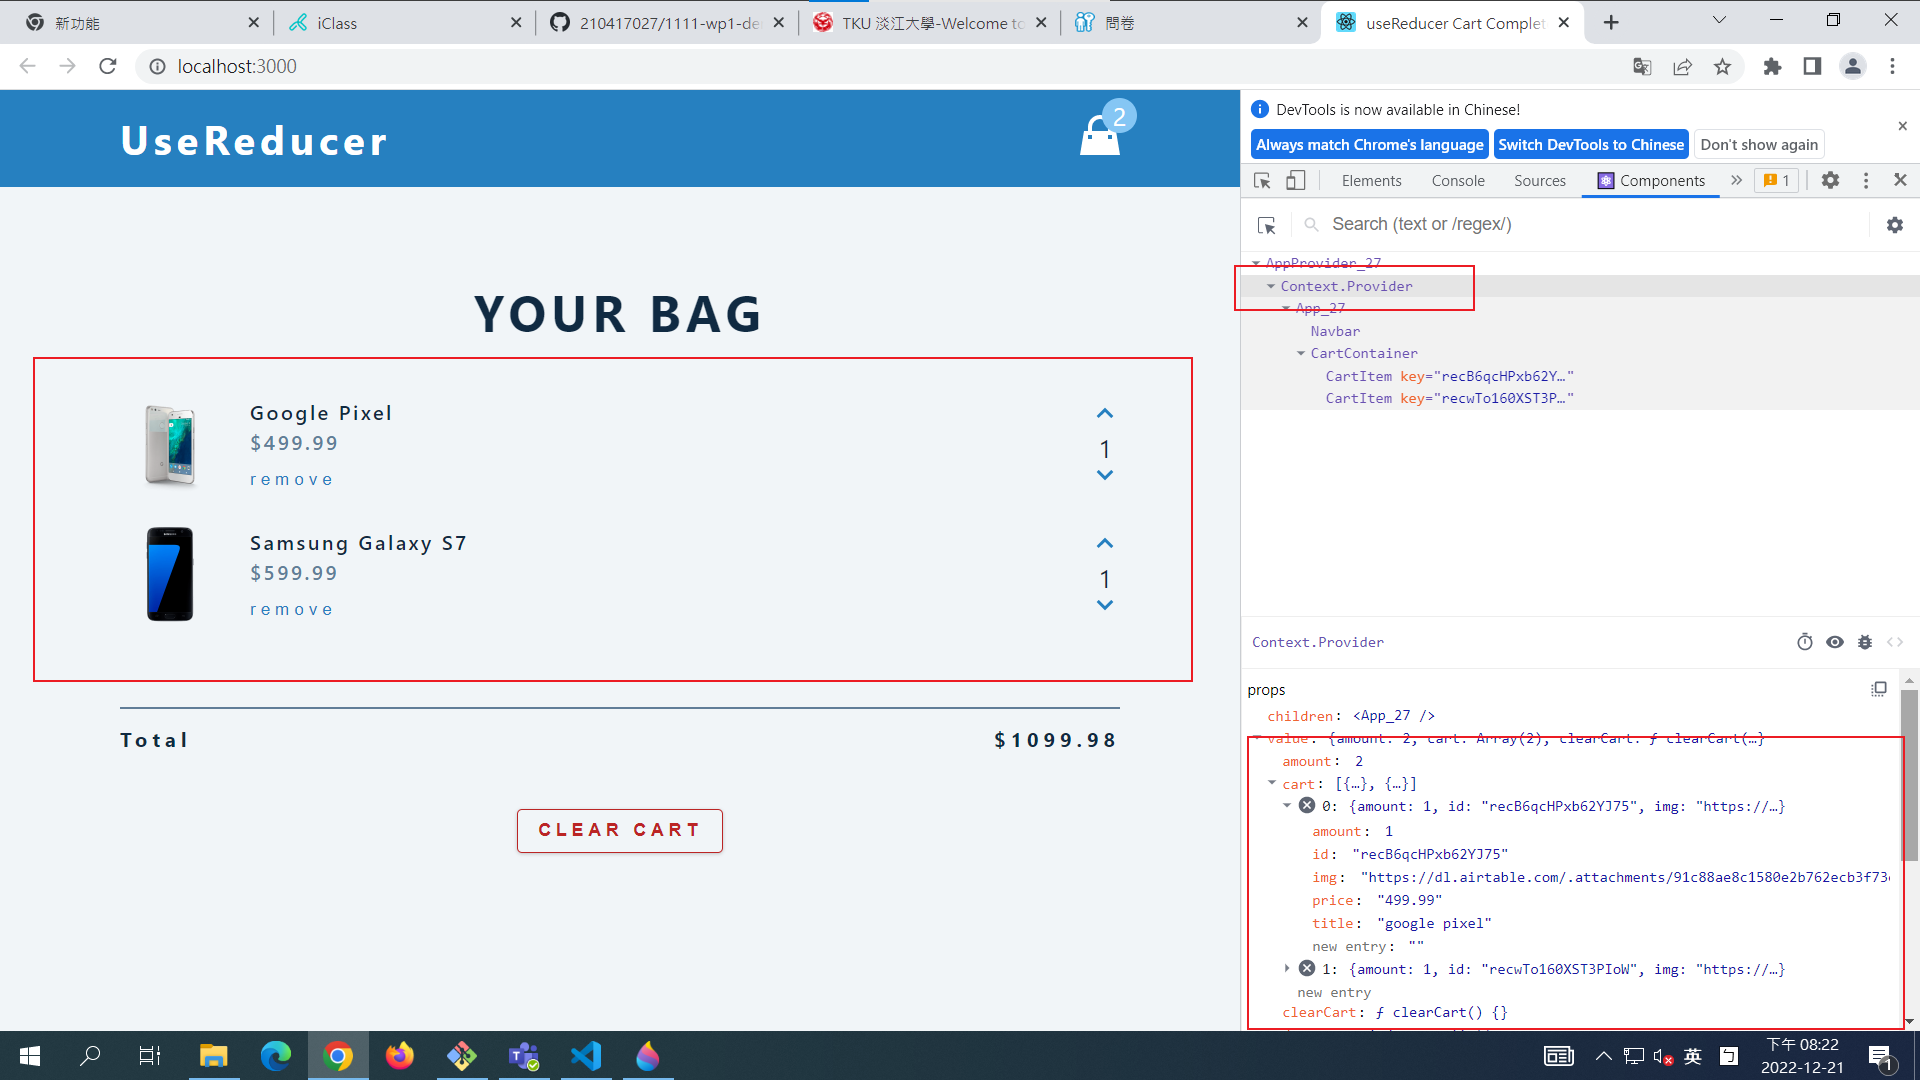 新功能
iClass
210417027/1111-wp1-de
TKU 淡江大學-Welcome to
問卷
useReducer Cart Complet
localhost:3000
UseReducer
2
YOUR BAG
Google Pixel
$499.99
remove
1
Samsung Galaxy S7
$599.99
remove
1
Total
$1099.98
CLEAR CART
DevTools is now available in Chinese!
Always match Chrome's language
Switch DevTools to Chinese
Don't show again
Elements
Console
Sources
Components
1
Search (text or /regex/)
AppProvider_27
Context.Provider
App_27
Navbar
CartContainer
CartItem key="recB6qcHPxb62Y…"
CartItem key="recwTo160XST3P…"
Context.Provider
props
children: <App_27 />
value: {amount: 2, cart: Array(2), clearCart: ƒ clearCart(…}
amount: 2
cart: [{…}, {…}]
0: {amount: 1, id: "recB6qcHPxb62YJ75", img: "https://…}
amount: 1
id: "recB6qcHPxb62YJ75"
img: "https://dl.airtable.com/.attachments/91c88ae8c1580e2b762ecb3f73
price: "499.99"
title: "google pixel"
new entry: ""
1: {amount: 1, id: "recwTo160XST3PIoW", img: "https://…}
new entry
clearCart: ƒ clearCart() {}
英
ㄅ
下午 08:22
2022-12-21
1